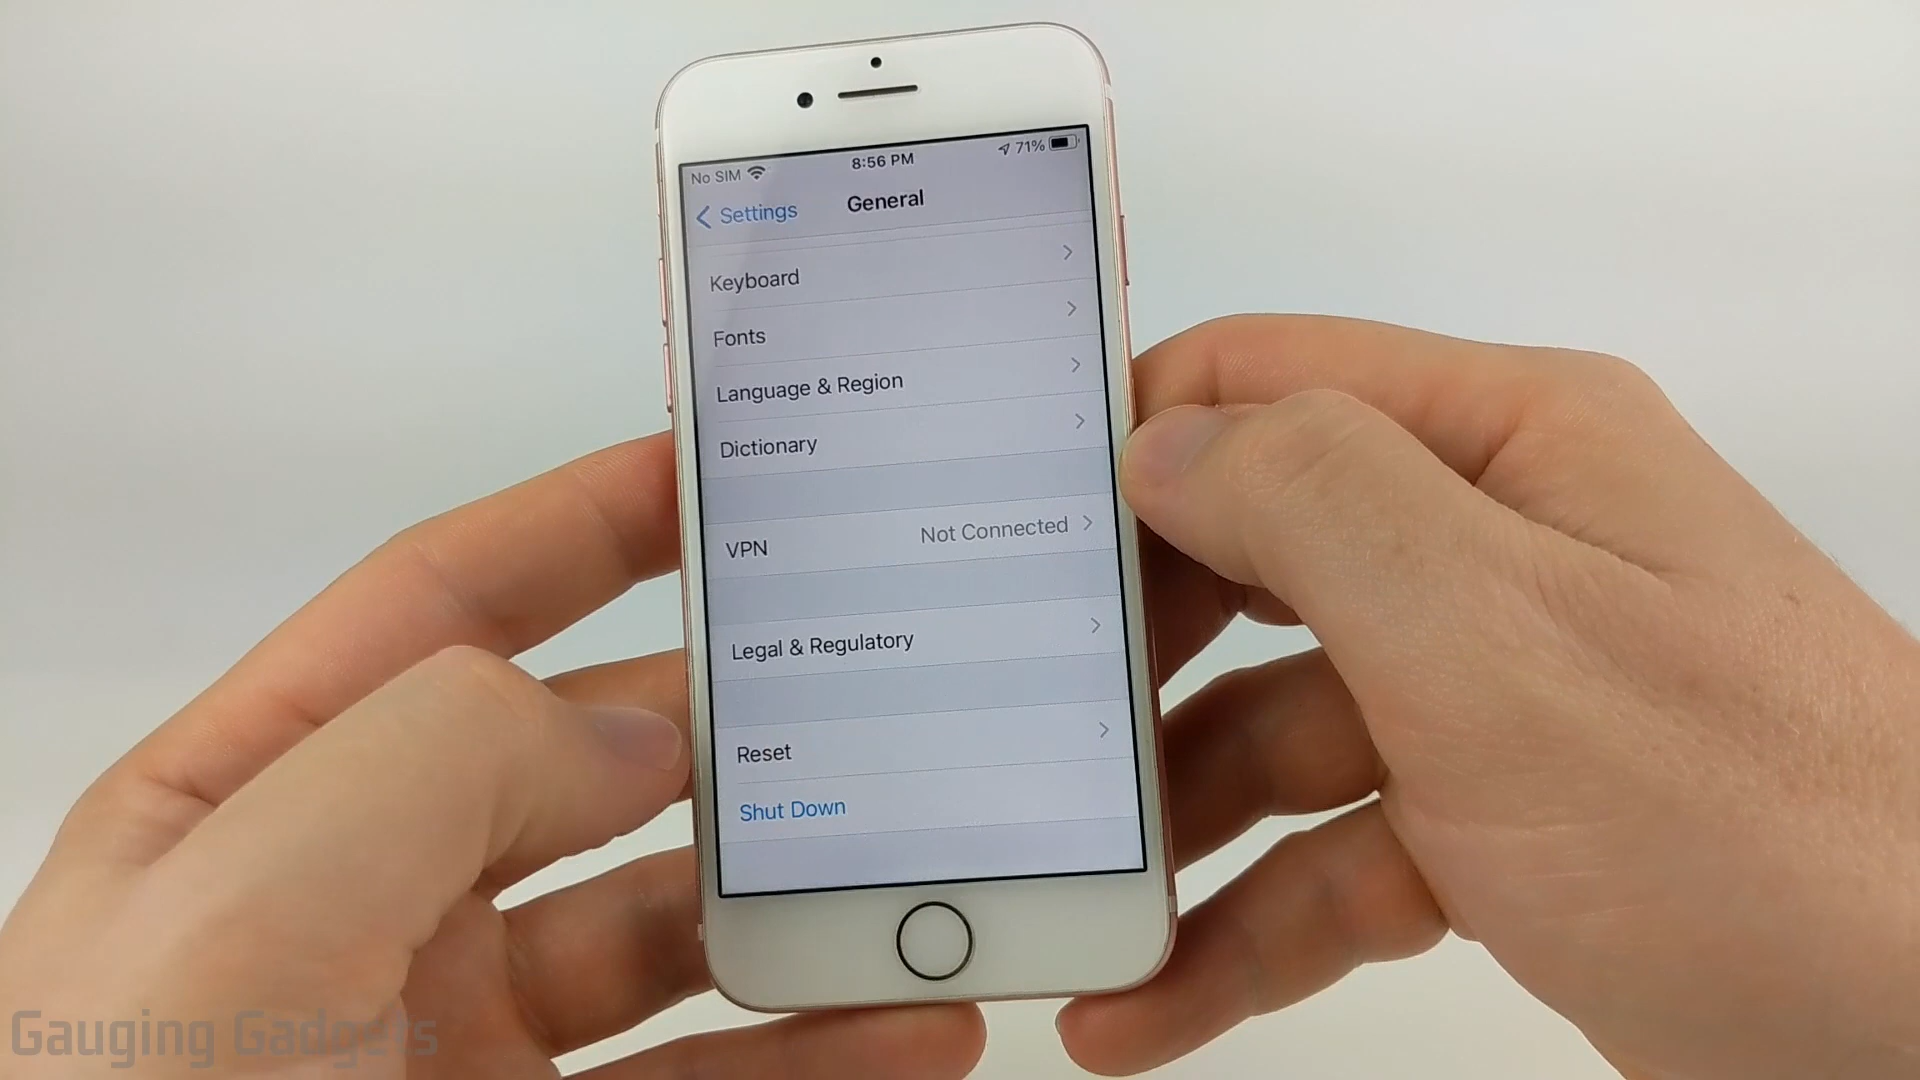 No SIM 8:56 PM 71%
Settings General
Keyboard
Fonts
Language & Region
Dictionary
VPN Not Connected
Legal & Regulatory
Reset
Shut Down
Gauging Gadgets